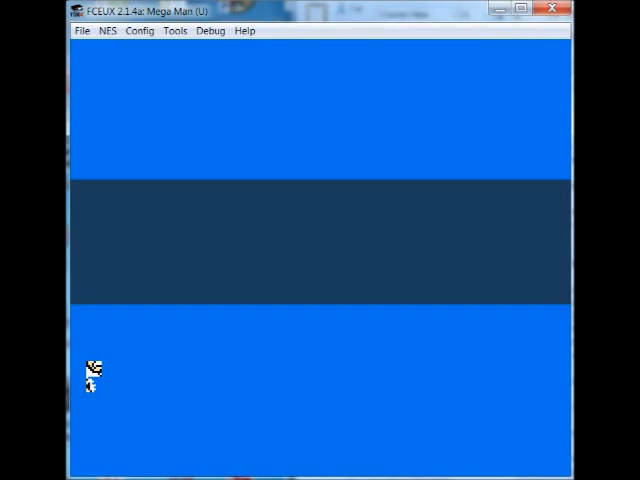 FCEUX 2.1.4a: Mega Man (U)
File NES Config Tools Debug Help